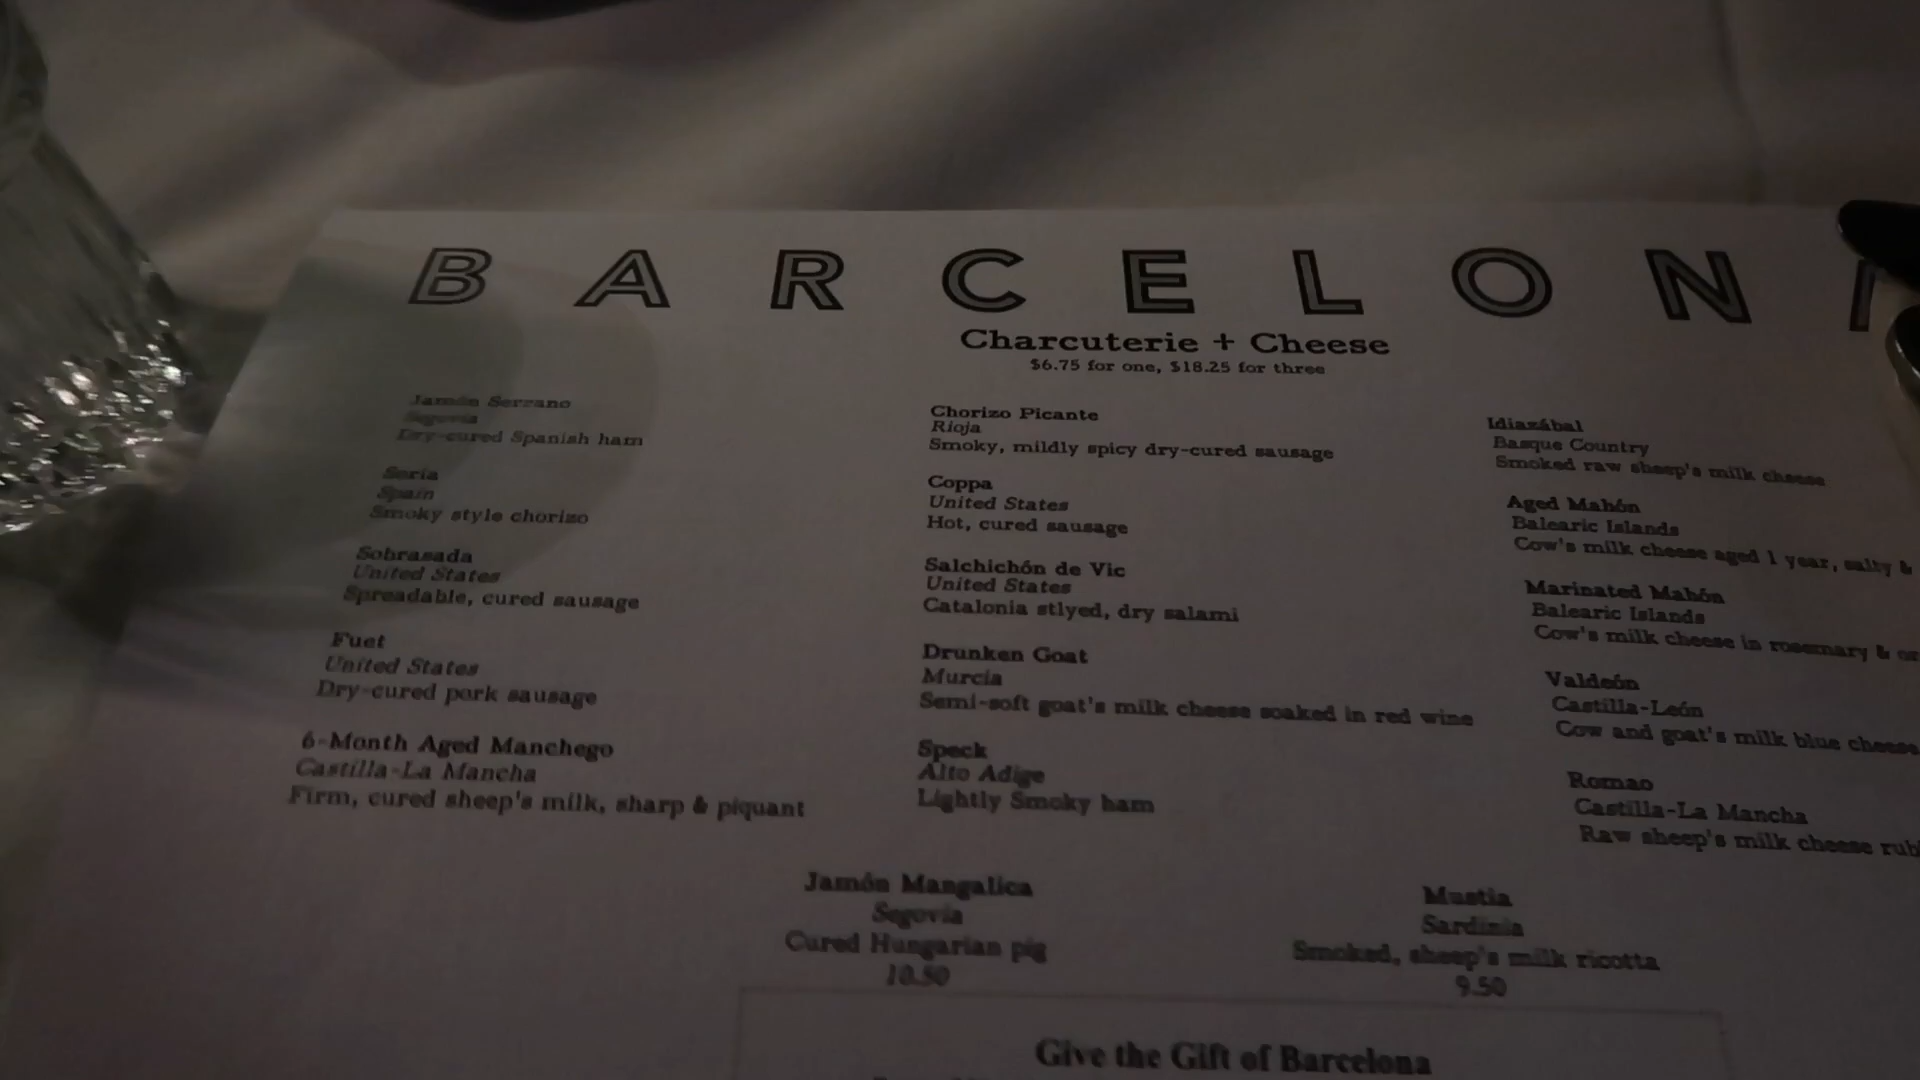 BARCELON
Charcuterie + Cheese
$6.75 for one, $18.25 for three
Jamón Serrano
Segovia
Dry-cured Spanish ham
Soria
Spain
Smoky style chorizo
Sobrasada
United States
Spreadable, cured sausage
Fuet
United States
Dry-cured pork sausage
6-Month Aged Manchego
Castilla-La Mancha
Firm, cured sheep's milk, sharp & piquant
Chorizo Picante
Rioja
Smoky, mildly spicy dry-cured sausage
Coppa
United States
Hot, cured sausage
Salchichón de Vic
United States
Catalonia stlyed, dry salami
Drunken Goat
Murcia
Semi-soft goat's milk cheese soaked in red wine
Speck
Alto Adige
Lightly Smoky ham
Idiazábal
Basque Country
Smoked raw sheep's milk cheese
Aged Mahón
Balearic Islands
Cow's milk cheese aged 1 year, salty &
Marinated Mahón
Balearic Islands
Cow's milk cheese in rosemary &
Valdeón
Castilla-León
Cow and goat's milk blue cheese
Romao
Castilla-La Mancha
Raw sheep's milk cheese
Jamón Mangalica
Segovia
Cured Hungarian pig
10.50
Mustia
Sardinia
Smoked, sheep's milk ricotta
9.50
Give the Gift of Barcelona